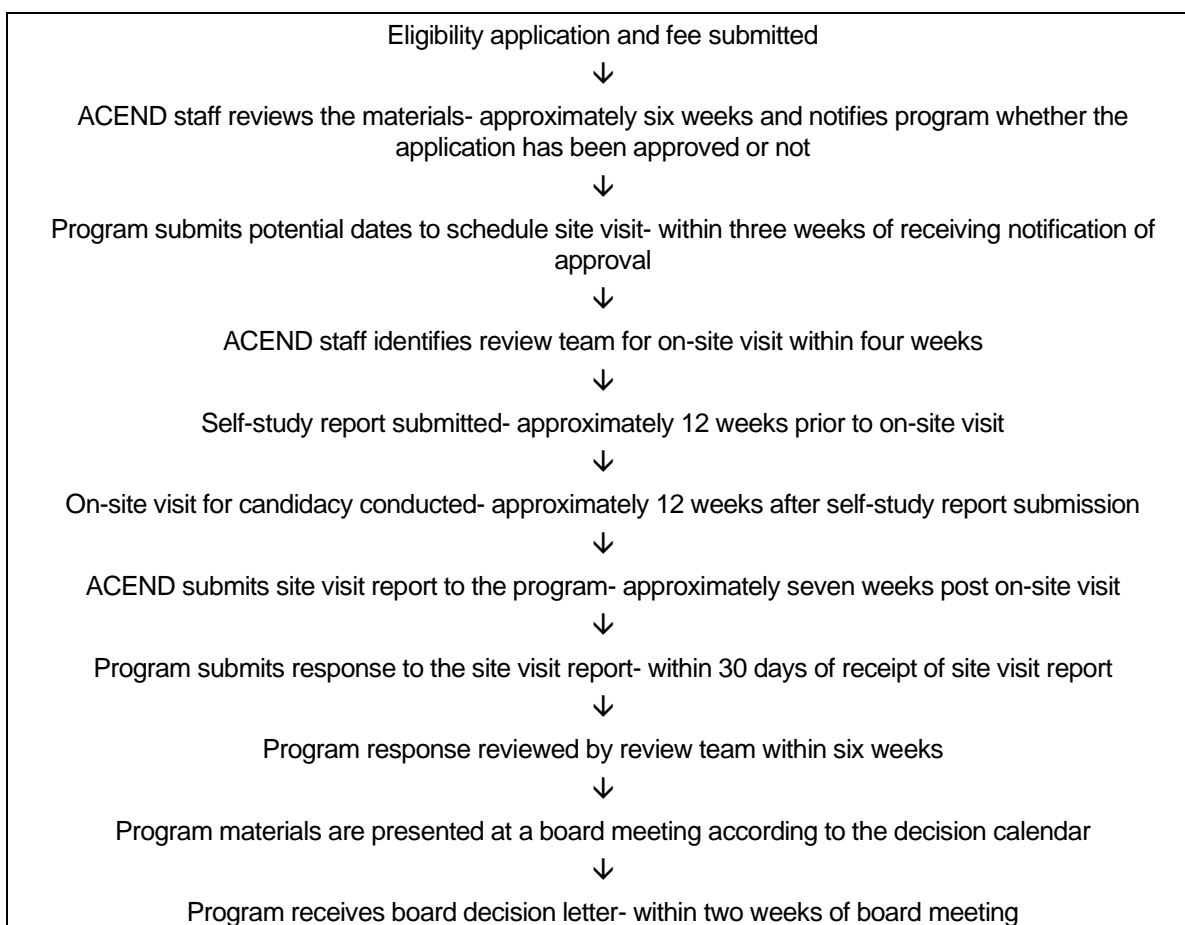 Eligibility application and fee submitted
↓
ACEND staff reviews the materials- approximately six weeks and notifies program whether the
application has been approved or not
↓
Program submits potential dates to schedule site visit- within three weeks of receiving notification of
approval
↓
ACEND staff identifies review team for on-site visit within four weeks
↓
Self-study report submitted- approximately 12 weeks prior to on-site visit
↓
On-site visit for candidacy conducted- approximately 12 weeks after self-study report submission
↓
ACEND submits site visit report to the program- approximately seven weeks post on-site visit
↓
Program submits response to the site visit report- within 30 days of receipt of site visit report
↓
Program response reviewed by review team within six weeks
↓
Program materials are presented at a board meeting according to the decision calendar
↓
Program receives board decision letter- within two weeks of board meeting